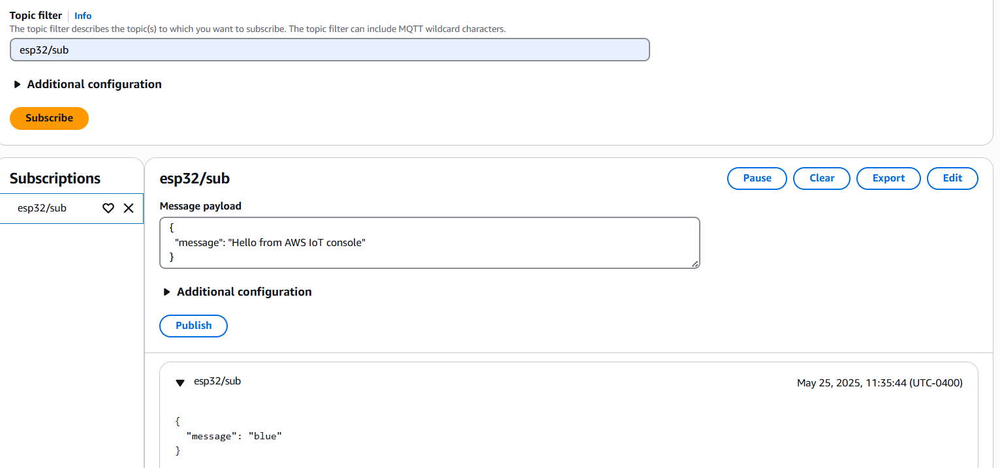 Topic filter Info
The topic filter describes the topic(s) to which you want to subscribe. The topic filter can include MQTT wildcard characters.
esp32/sub
Additional configuration
Subscribe
Subscriptions
esp32/sub
esp32/sub
Pause Clear Export Edit
Message payload
{
"message": "Hello from AWS IoT console"
}
Additional configuration
Publish
esp32/sub
May 25, 2025, 11:35:44 (UTC-0400)
{
"message": "blue"
}